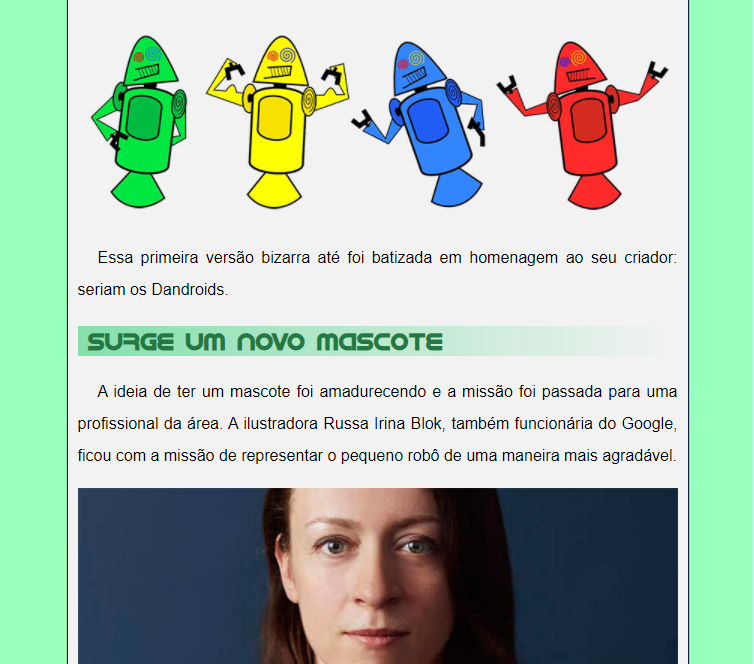 Essa primeira versão bizarra até foi batizada em homenagem ao seu criador:
seriam os Dandroids.
SURGE UM NOVO MASCOTE
A ideia de ter um mascote foi amadurecendo e a missão foi passada para uma
profissional da área. A ilustradora Russa Irina Blok, também funcionária do Google,
ficou com a missão de representar o pequeno robô de uma maneira mais agradável.